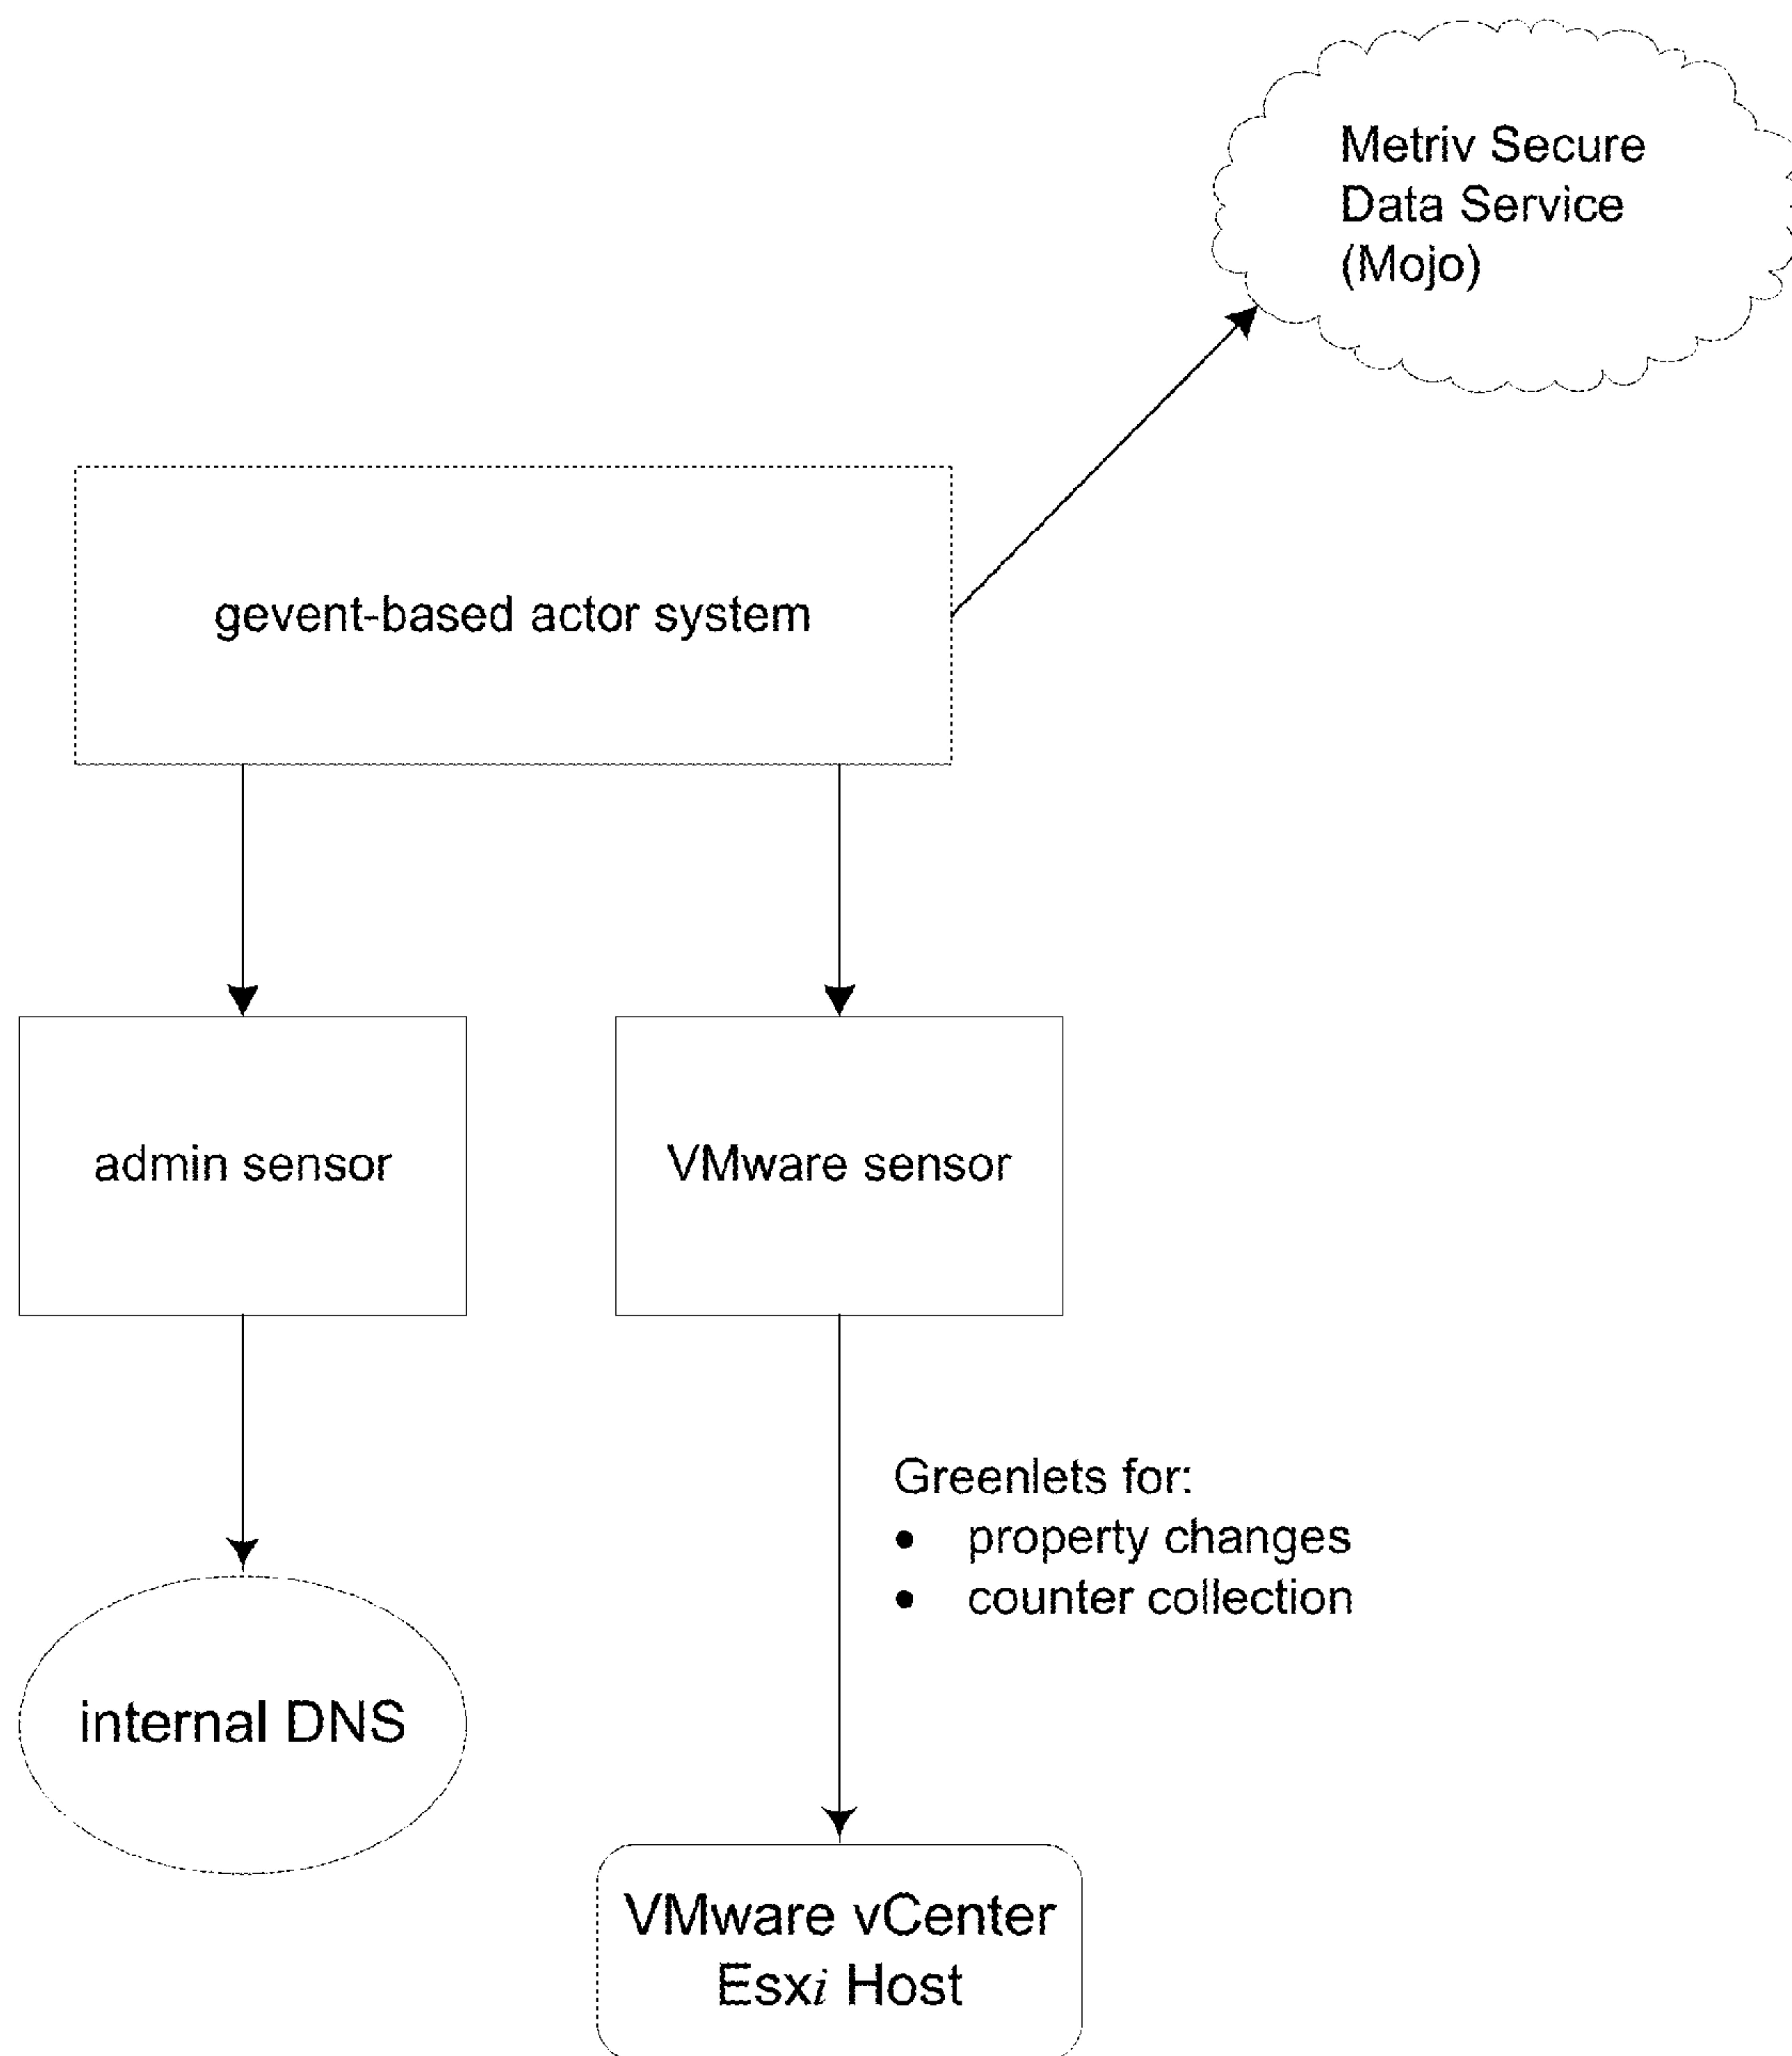 Metriv Secure
Data Service
(Mojo)
gevent-based actor system
admin sensor
VMware sensor
Greenlets for:
• property changes
• counter collection
internal DNS
VMware vCenter
Esxi Host